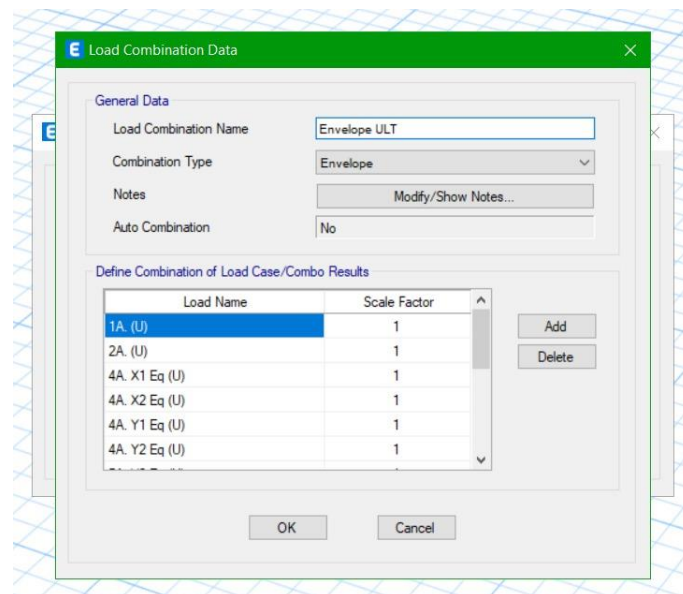 E Load Combination Data
General Data
Load Combination Name Envelope ULT
Combination Type Envelope
Notes Modify/Show Notes...
Auto Combination No
Define Combination of Load Case/Combo Results
Load Name Scale Factor
1A. (U) 1 Add
2A. (U) 1 Delete
4A. X1 Eq (U) 1
4A. X2 Eq (U) 1
4A. Y1 Eq (U) 1
4A. Y2 Eq (U) 1
OK Cancel